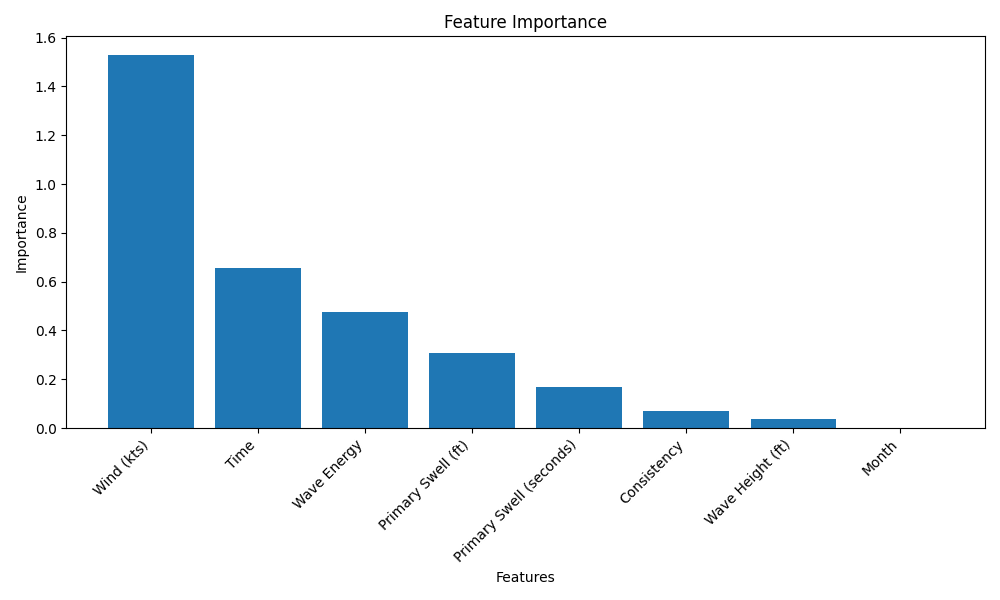 Feature Importance
1.6
1.4
1.2
1.0
0.8
0.6
0.4
0.2
0.0
Importance
Wind (kts)
Time
Wave Energy
Primary Swell (ft)
Primary Swell (seconds)
Consistency
Wave Height (ft)
Month
Features